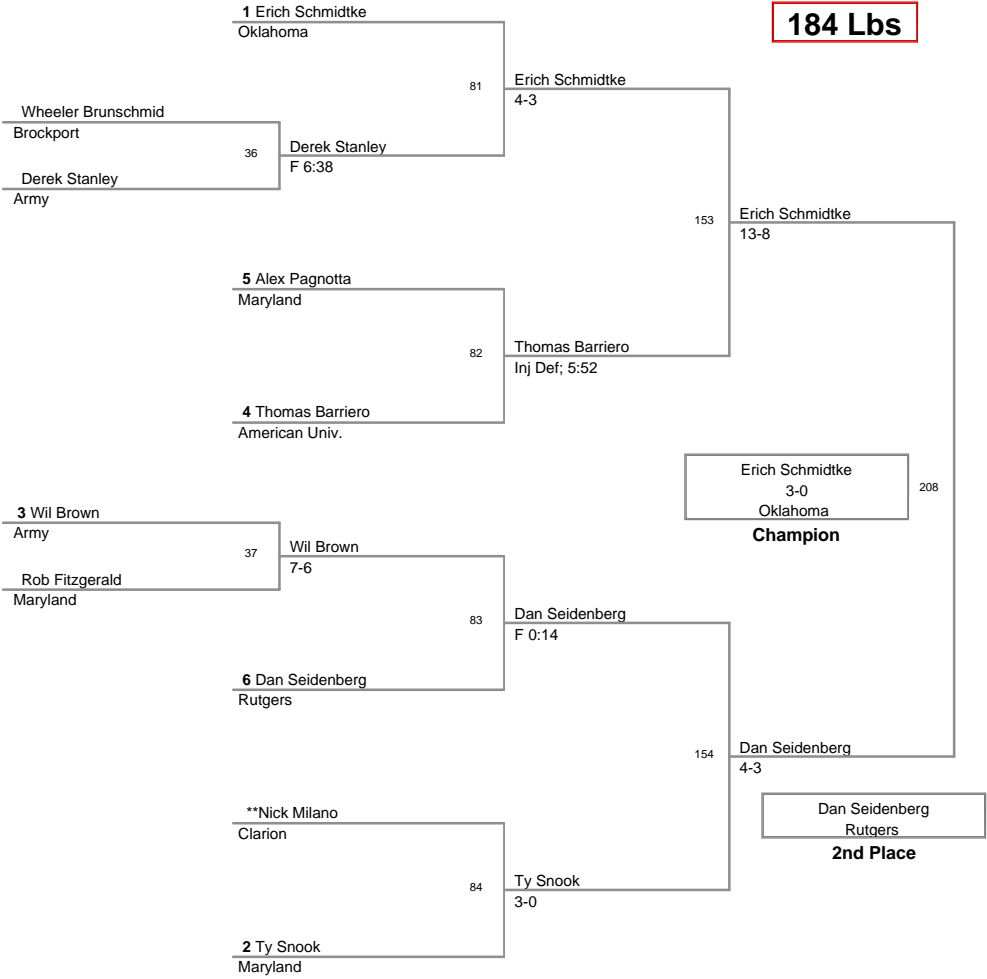 1 Erich Schmidtke
Oklahoma
184 Lbs
81
Erich Schmidtke
4-3
Wheeler Brunschmid
Brockport
36
Derek Stanley
F 6:38
Derek Stanley
Army
153
Erich Schmidtke
13-8
5 Alex Pagnotta
Maryland
82
Thomas Barriero
Inj Def; 5:52
4 Thomas Barriero
American Univ.
Erich Schmidtke
3-0
Oklahoma
208
Champion
3 Wil Brown
Army
37
Wil Brown
7-6
Rob Fitzgerald
Maryland
83
Dan Seidenberg
F 0:14
6 Dan Seidenberg
Rutgers
154
Dan Seidenberg
4-3
**Nick Milano
Clarion
Dan Seidenberg
Rutgers
2nd Place
84
Ty Snook
3-0
2 Ty Snook
Maryland